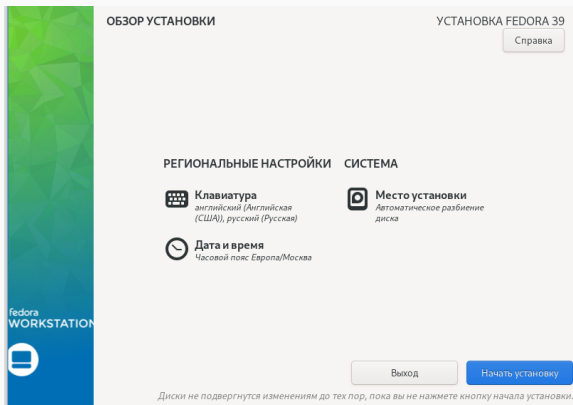 ОБЗОР УСТАНОВКИ
УСТАНОВКА FEDORA 39
Справка
РЕГИОНАЛЬНЫЕ НАСТРОЙКИ
СИСТЕМА
Клавиатура
английский (Английская
(США)), русский (Русская)
Место установки
Автоматическое разбиение
диска
Дата и время
Часовой пояс Европа/Москва
fedora
WORKSTATION
Выход
Начать установку
Диски не подвергнутся изменениям до тех пор, пока вы не нажмете кнопку начала установки.